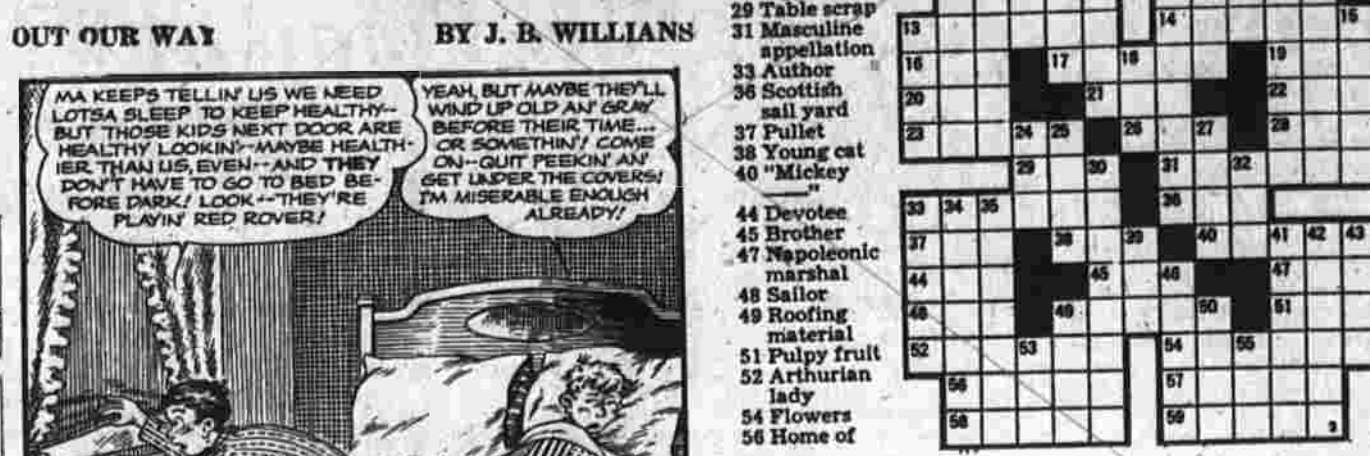 OUT OUR WAY
BY J. B. WILLIANS
MA KEEPS TELLIN' US WE NEED
LOTSA SLEEP TO KEEP HEALTHY--
BUT THOSE KIDS NEXT DOOR ARE
HEALTHY LOOKIN'--MAYBE HEALTH-
IER THAN US, EVEN--AND THEY
DON'T HAVE TO GO TO BED BE-
FORE DARK! LOOK--THEY'RE
PLAYIN' RED ROVER!
YEAH, BUT MAYBE THEY'LL
WIND UP OLD AN' GRAY
BEFORE THEIR TIME...
OR SOMETHIN'! COME
ON--QUIT PEEKIN' AN'
GET UNDER THE COVERS!
I'M MISERABLE ENOUGH
ALREADY!
29 Table scrap
31 Masculine
appellation
33 Author
36 Scottish
sail yard
37 Pullet
38 Young cat
40 "Mickey
____"
44 Devotee
45 Brother
47 Napoleonic
marshal
48 Sailor
49 Roofing
material
51 Pulpy fruit
52 Arthurian
lady
54 Flowers
56 Home of
13 14 15
16 17 18 19
20 21 22
23 24 25 26 27 28
29 30 31 32
33 34 35 36
37 38 39 40 41 42 43
44 45 46 47
48 49 50 51
52 53 54 55
56 57
58 59